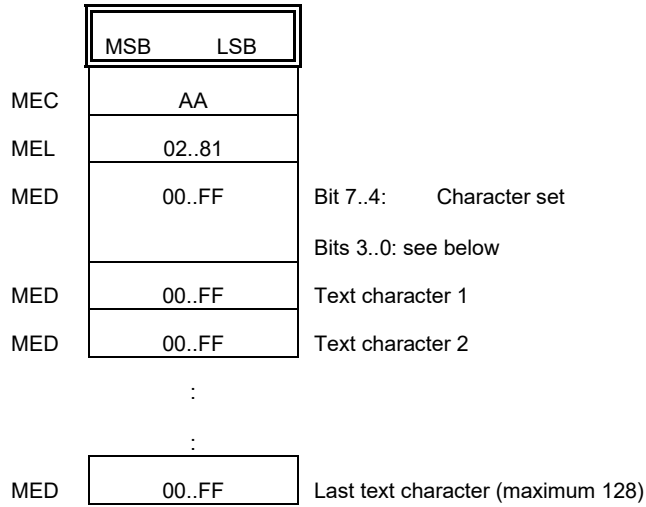 MSB LSB
MEC AA
MEL 02..81
MED 00..FF Bit 7..4: Character set
Bits 3..0: see below
MED 00..FF Text character 1
MED 00..FF Text character 2
:
:
MED 00..FF Last text character (maximum 128)